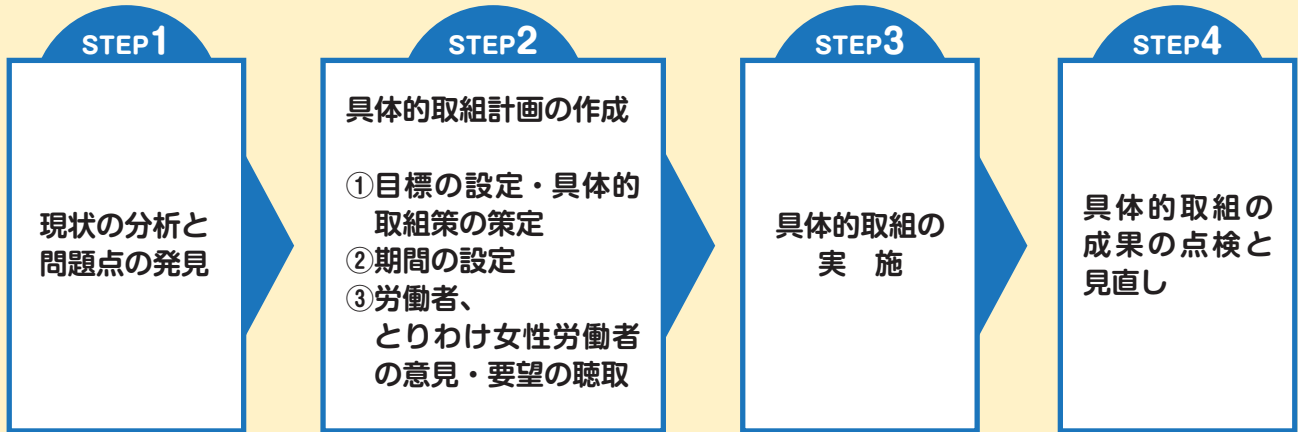 STEP1
現状の分析と
問題点の発見
STEP2
具体的取組計画の作成
①目標の設定・具体的
取組策の策定
②期間の設定
③労働者、
とりわけ女性労働者
の意見・要望の聴取
STEP3
具体的取組の
実　施
STEP4
具体的取組の
成果の点検と
見直し